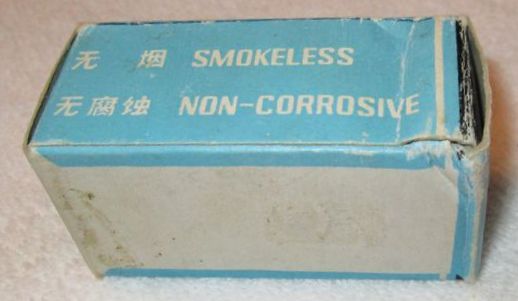 无 烟 SMOKELESS
无腐蚀 NON-CORROSIVE